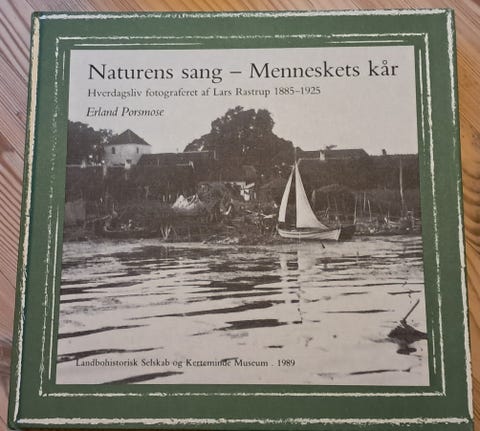 Naturens sang – Menneskets kår
Hverdagsliv fotograferet af Lars Rastrup 1885–1925
Erland Porsmose
Landbohistorisk Selskab og Kerteminde Museum . 1989